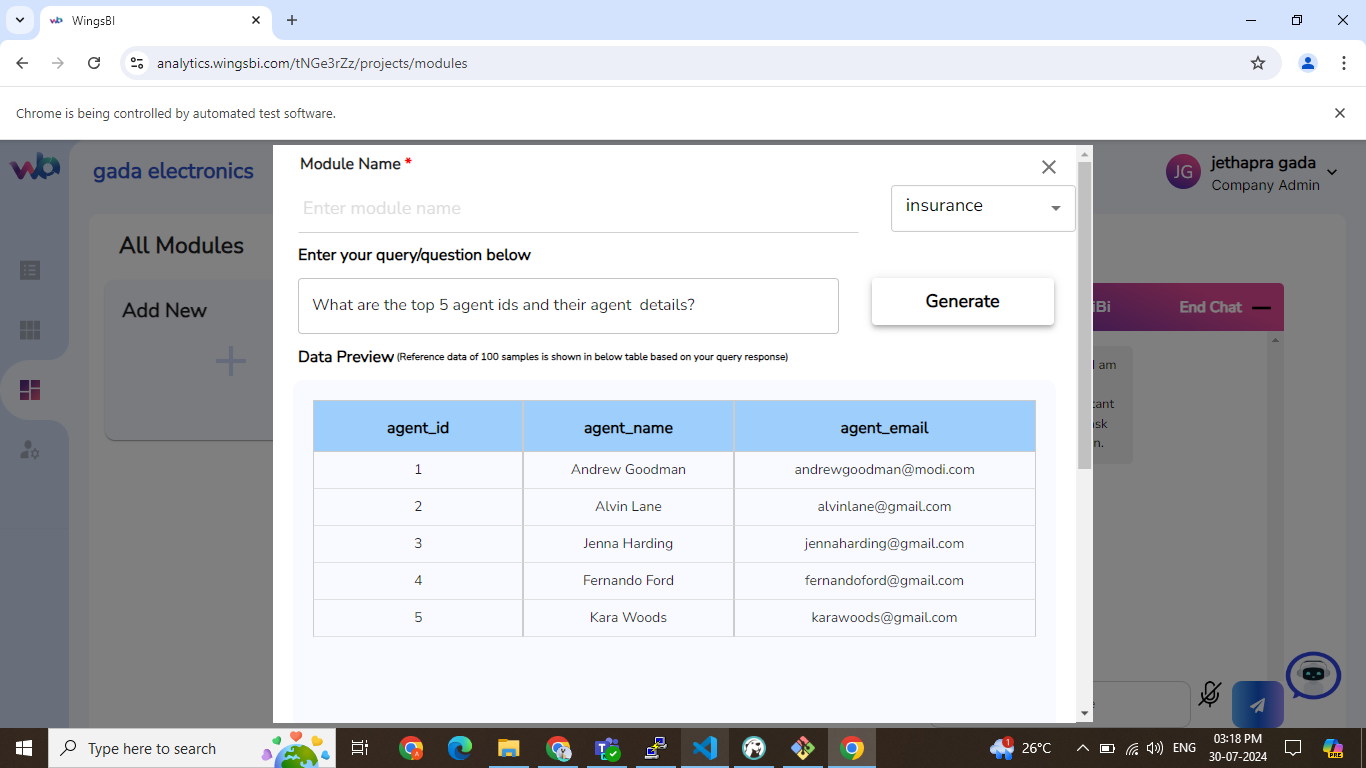 WingsBI
analytics.wingsbi.com/tNGe3rZz/projects/modules
Chrome is being controlled by automated test software.
gada electronics
JG
jethapra gada
Company Admin
All Modules
Add New
Module Name *
Enter module name
insurance
Enter your query/question below
What are the top 5 agent ids and their agent  details?
Generate
Data Preview (Reference data of 100 samples is shown in below table based on your query response)
agent_id agent_name agent_email
1 Andrew Goodman andrewgoodman@modi.com
2 Alvin Lane alvinlane@gmail.com
3 Jenna Harding jennaharding@gmail.com
4 Fernando Ford fernandoford@gmail.com
5 Kara Woods karawoods@gmail.com
End Chat
am
Type here to search
26°C
ENG
03:18 PM
30-07-2024